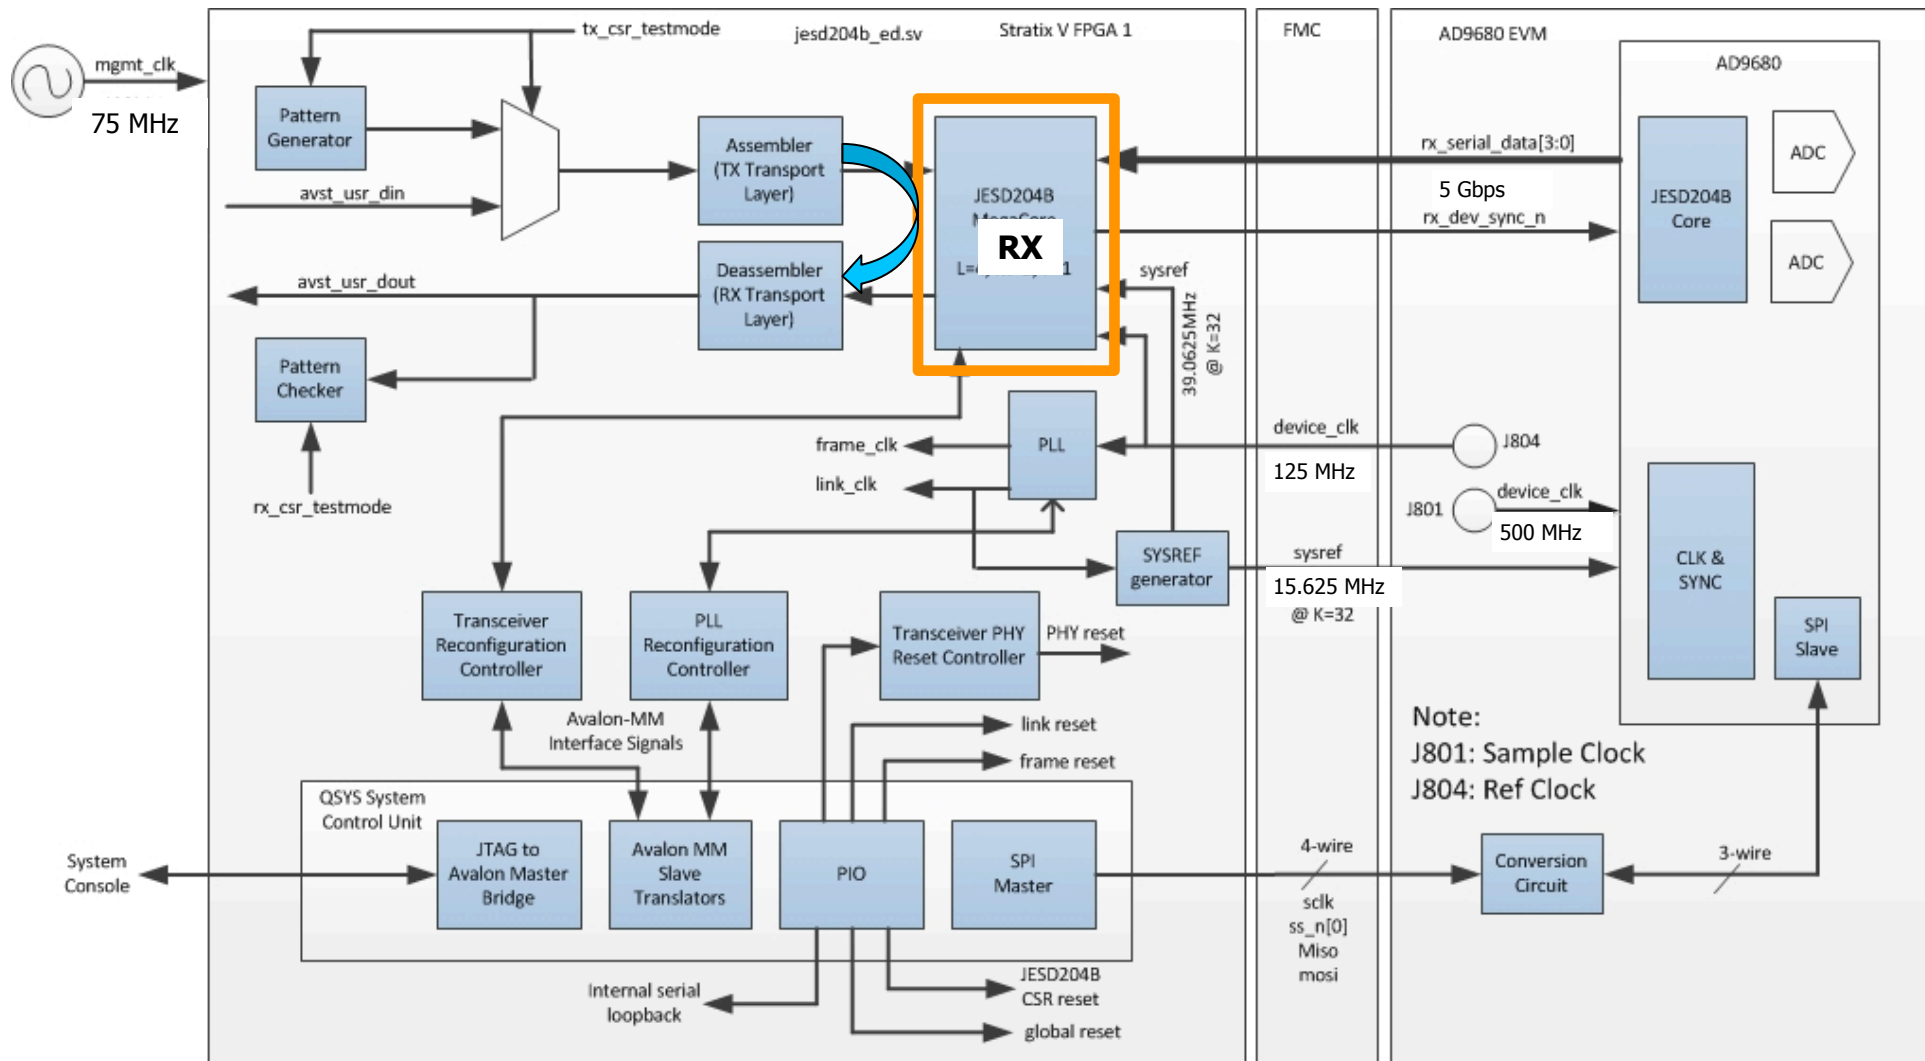 tx_csr_testmode
jesd204b_ed.sv
Stratix V FPGA 1
FMC
AD9680 EVM
AD9680
mgmt_clk
75 MHz
Pattern
Generator
avst_usr_din
Assembler
(TX Transport
Layer)
JESD204B
RX
rx_serial_data[3:0]
5 Gbps
rx_dev_sync_n
JESD204B
Core
ADC
ADC
avst_usr_dout
Deassembler
(RX Transport
Layer)
sysref
39.0625MHz
@ K=32
Pattern
Checker
rx_csr_testmode
frame_clk
link_clk
PLL
device_clk
125 MHz
J804
J801
device_clk
500 MHz
SYSREF
generator
sysref
15.625 MHz
@ K=32
CLK &
SYNC
SPI
Slave
Transceiver
Reconfiguration
Controller
PLL
Reconfiguration
Controller
Transceiver PHY
Reset Controller
PHY reset
Avalon-MM
Interface Signals
link reset
frame reset
Note:
J801: Sample Clock
J804: Ref Clock
QSYS System
Control Unit
System
Console
JTAG to
Avalon Master
Bridge
Avalon MM
Slave
Translators
PIO
SPI
Master
4-wire
sclk
ss_n[0]
Miso
mosi
Conversion
Circuit
3-wire
Internal serial
loopback
JESD204B
CSR reset
global reset